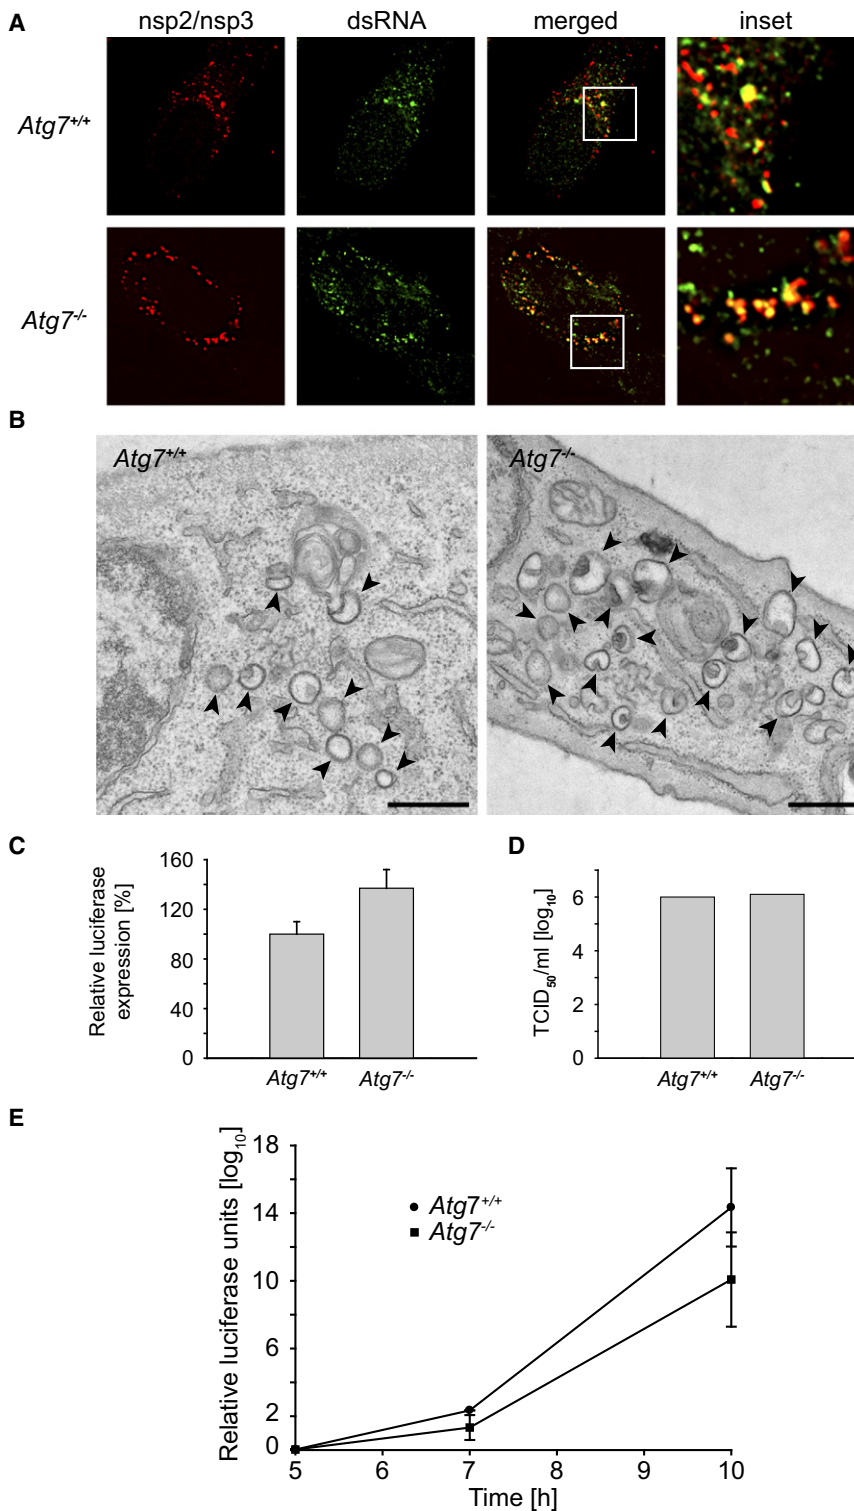 A
nsp2/nsp3 dsRNA merged inset
Atg7+/+
Atg7-/-
B
Atg7+/+ Atg7-/-
C
Relative luciferase
expression [%]
160
120
80
40
0
Atg7+/+ Atg7-/-
D
TCID50/ml [log10]
6
4
2
0
Atg7+/+ Atg7-/-
E
Relative luciferase units [log10]
18
14
10
6
2
0
Atg7+/+
Atg7-/-
5 6 7 8 9 10
Time [h]